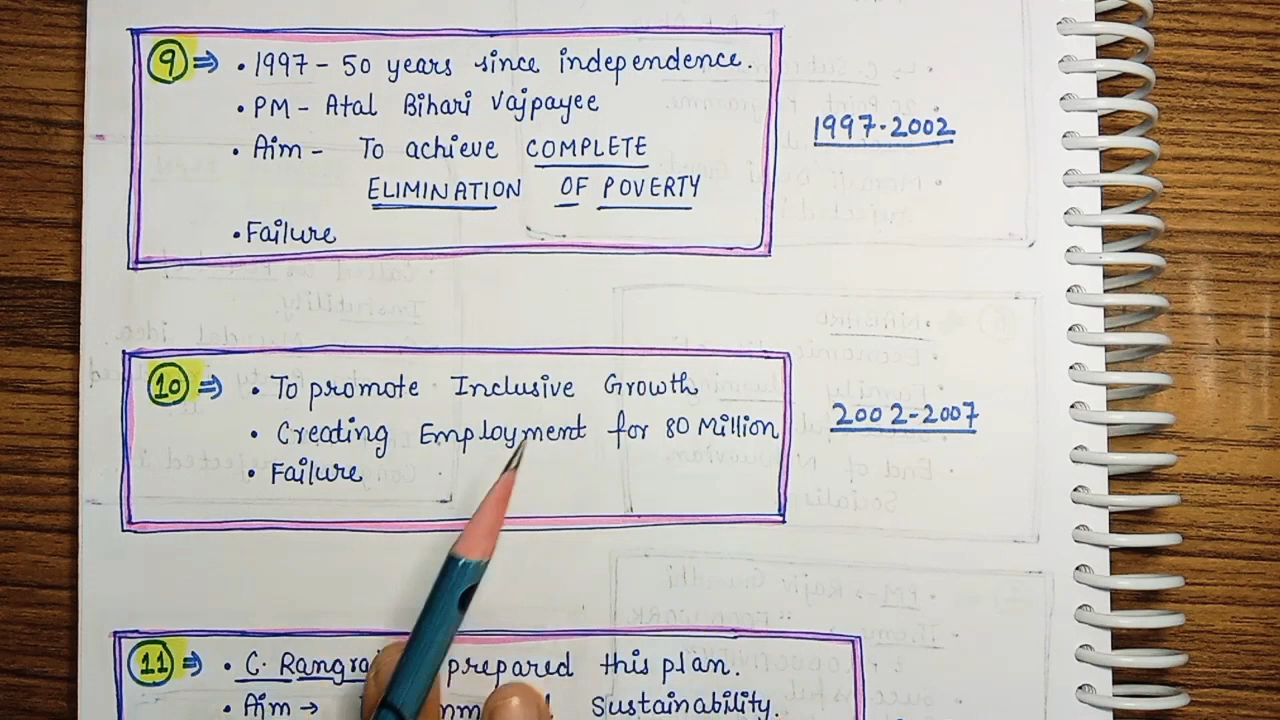 9 ⇒ • 1997 - 50 years since independence.
• PM - Atal Bihari Vajpayee
• Aim - To achieve COMPLETE
ELIMINATION OF POVERTY
• Failure
1997-2002
10 ⇒ • To promote Inclusive Growth
• Creating Employment for 80 Million
• Failure
2002-2007
11 ⇒ • C. prepared this plan.
• Aim → Sustainability.